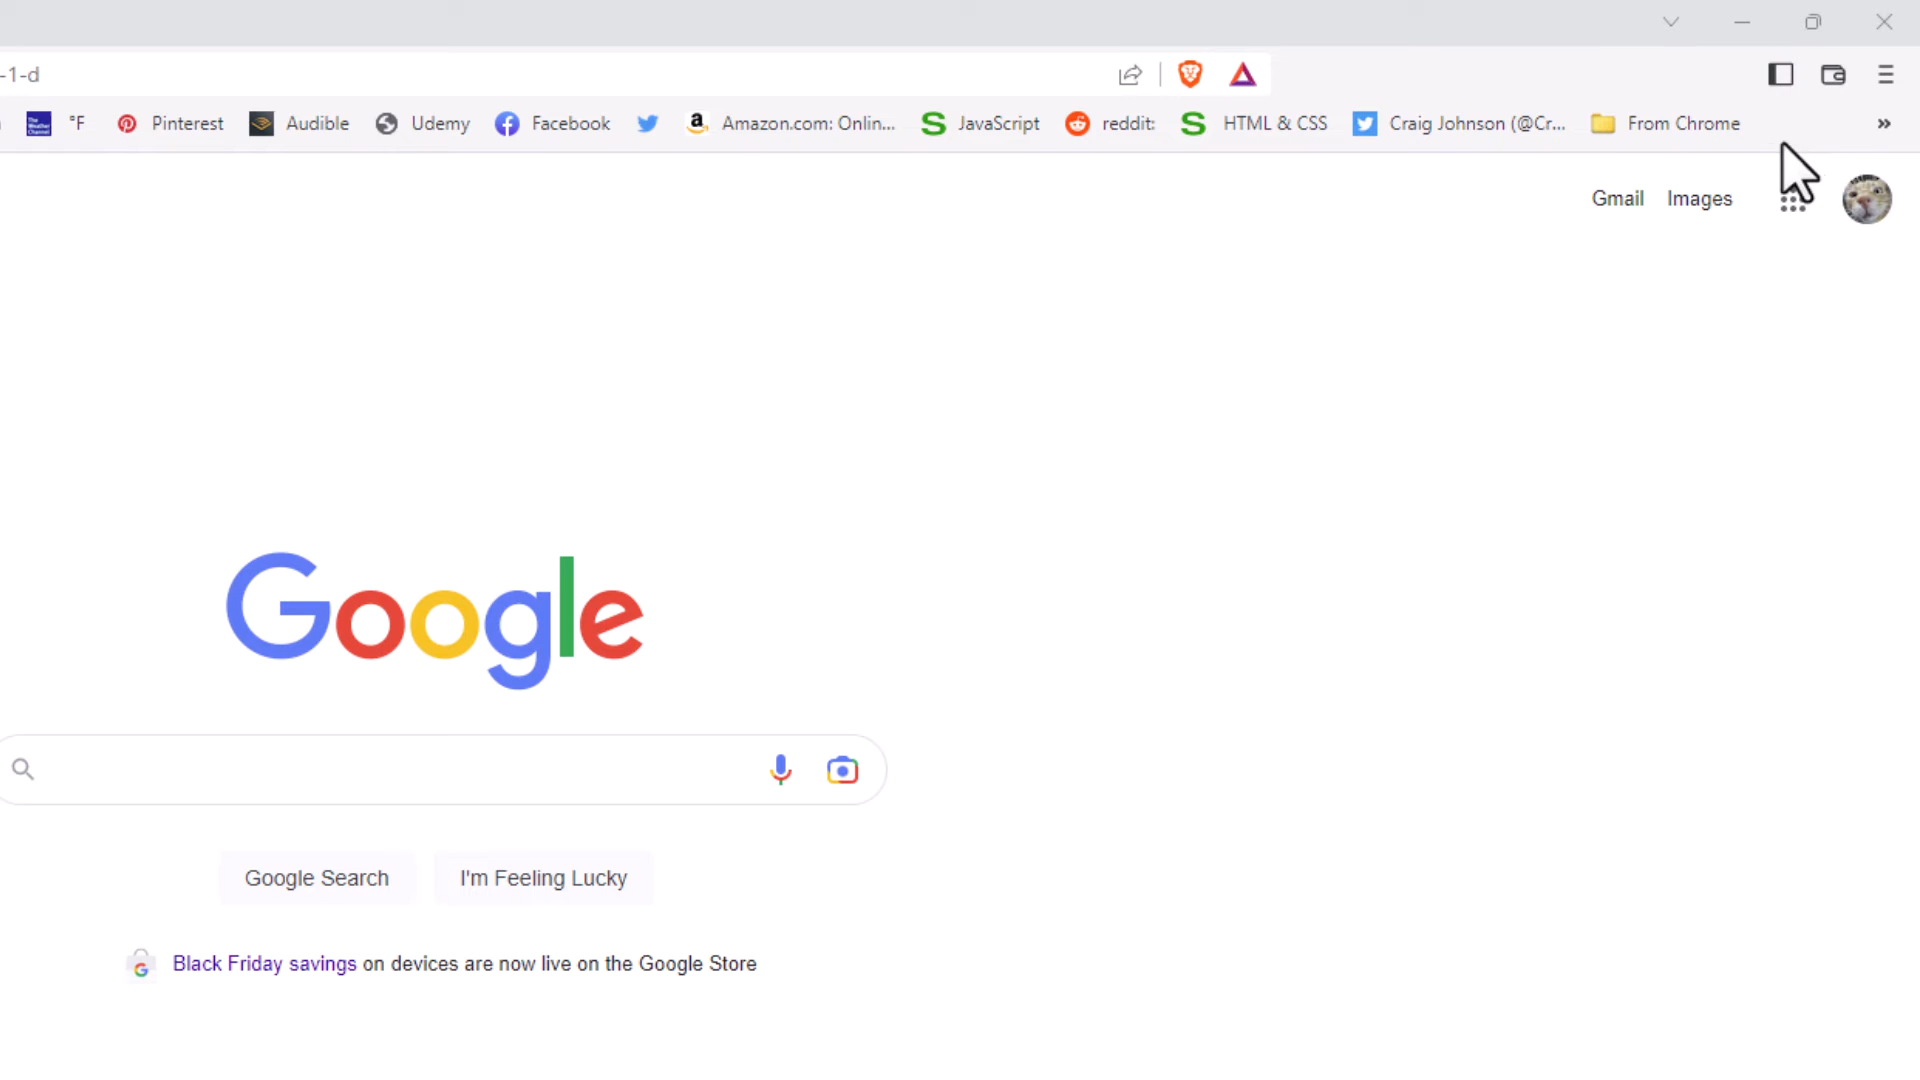 -1-d
°F Pinterest Audible Udemy Facebook Amazon.com: Onlin... JavaScript reddit: HTML & CSS Craig Johnson (@Cr... From Chrome »
Gmail Images
Google
Google Search I'm Feeling Lucky
Black Friday savings on devices are now live on the Google Store